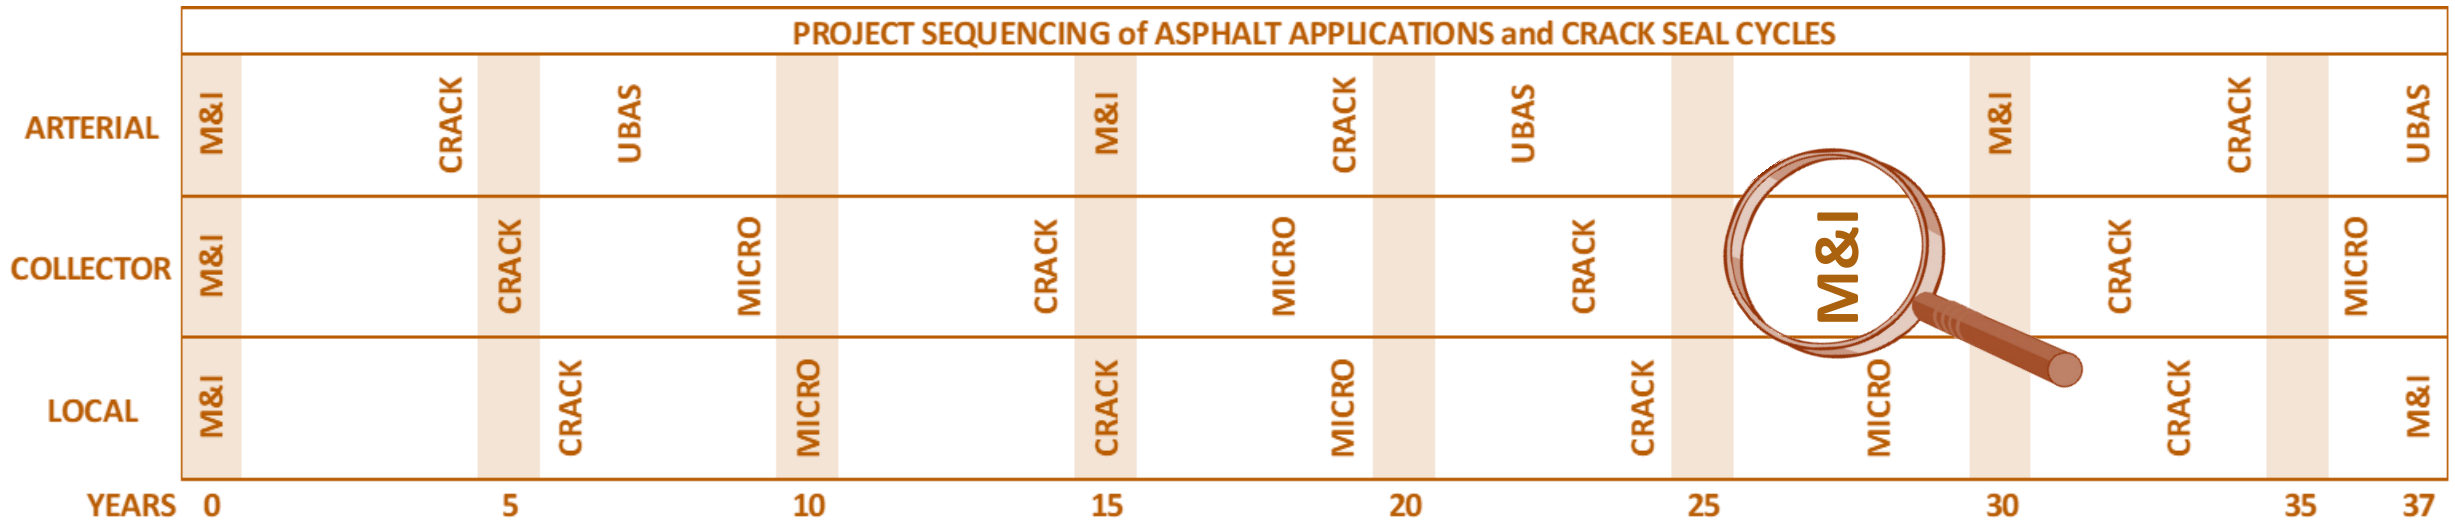 PROJECT SEQUENCING of ASPHALT APPLICATIONS and CRACK SEAL CYCLES
ARTERIAL M&I CRACK UBAS M&I CRACK UBAS M&I CRACK UBAS
COLLECTOR M&I CRACK MICRO CRACK MICRO CRACK M&I CRACK MICRO
LOCAL M&I CRACK MICRO CRACK MICRO CRACK MICRO CRACK M&I
YEARS 0 5 10 15 20 25 30 35 37